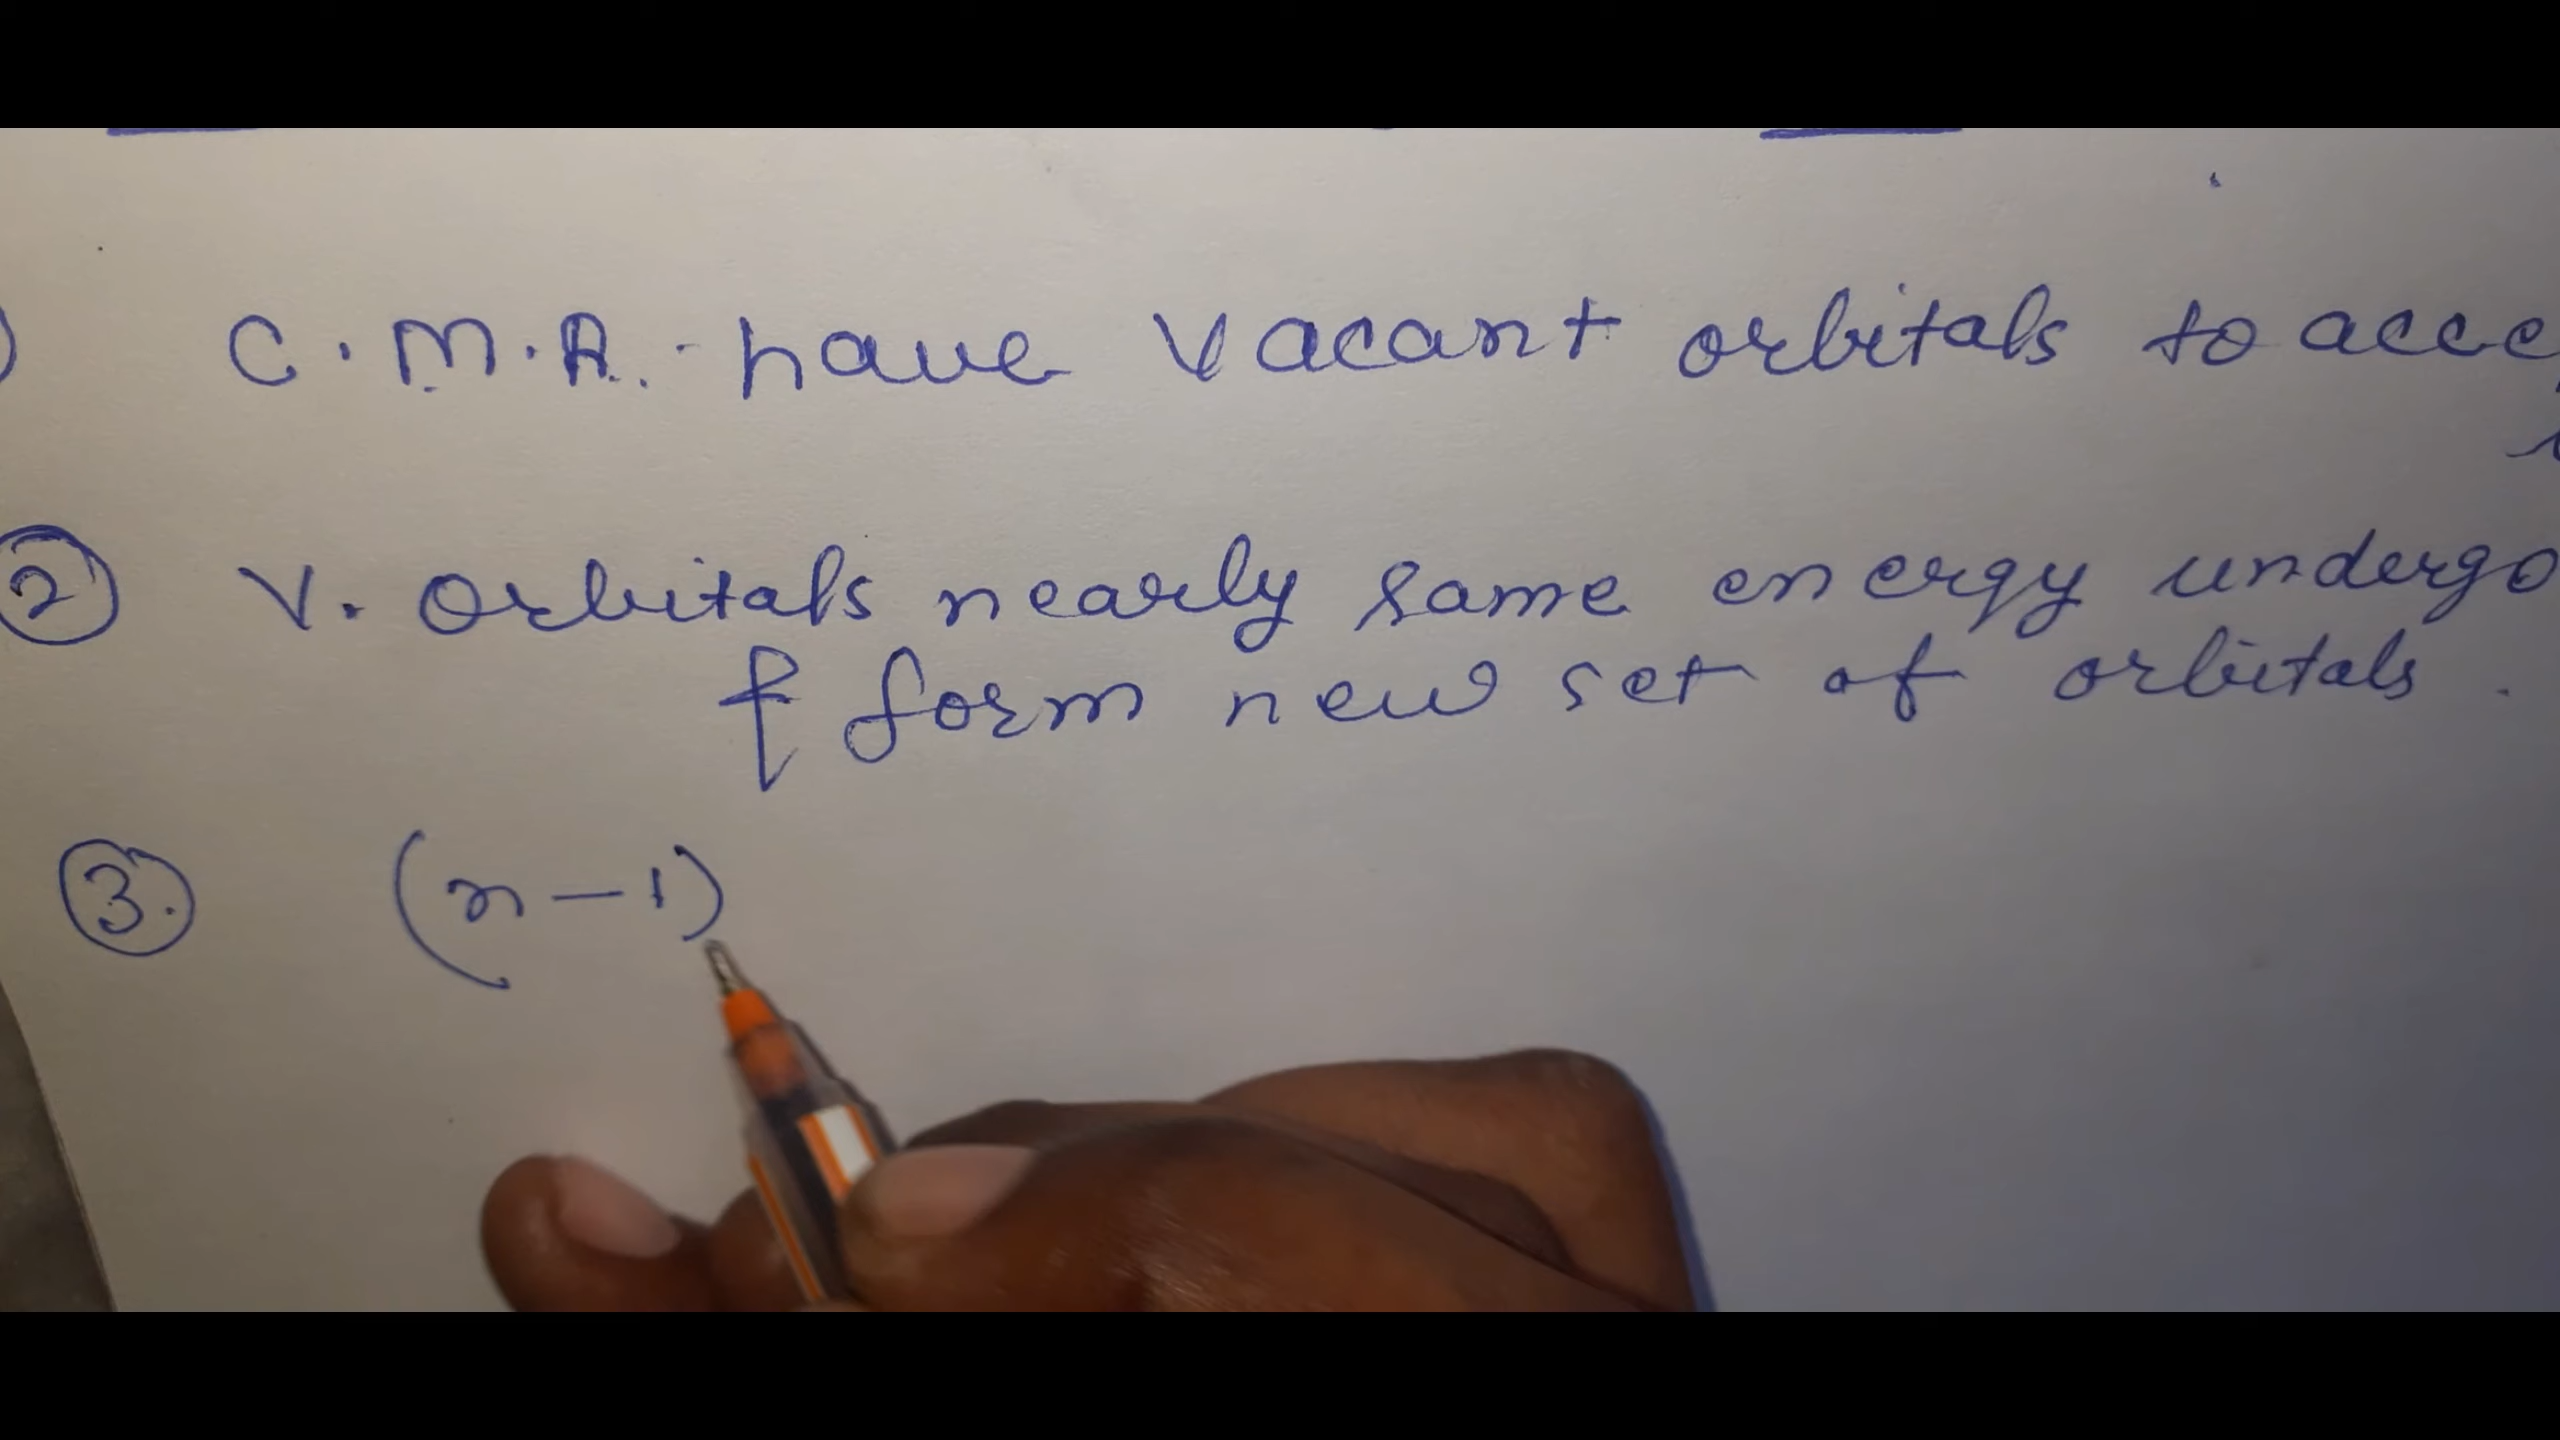 C.M.A. have vacant orbitals to acce
② V. orbitals nearly same energy undergo
& form new set of orbitals.
③. (n-1)